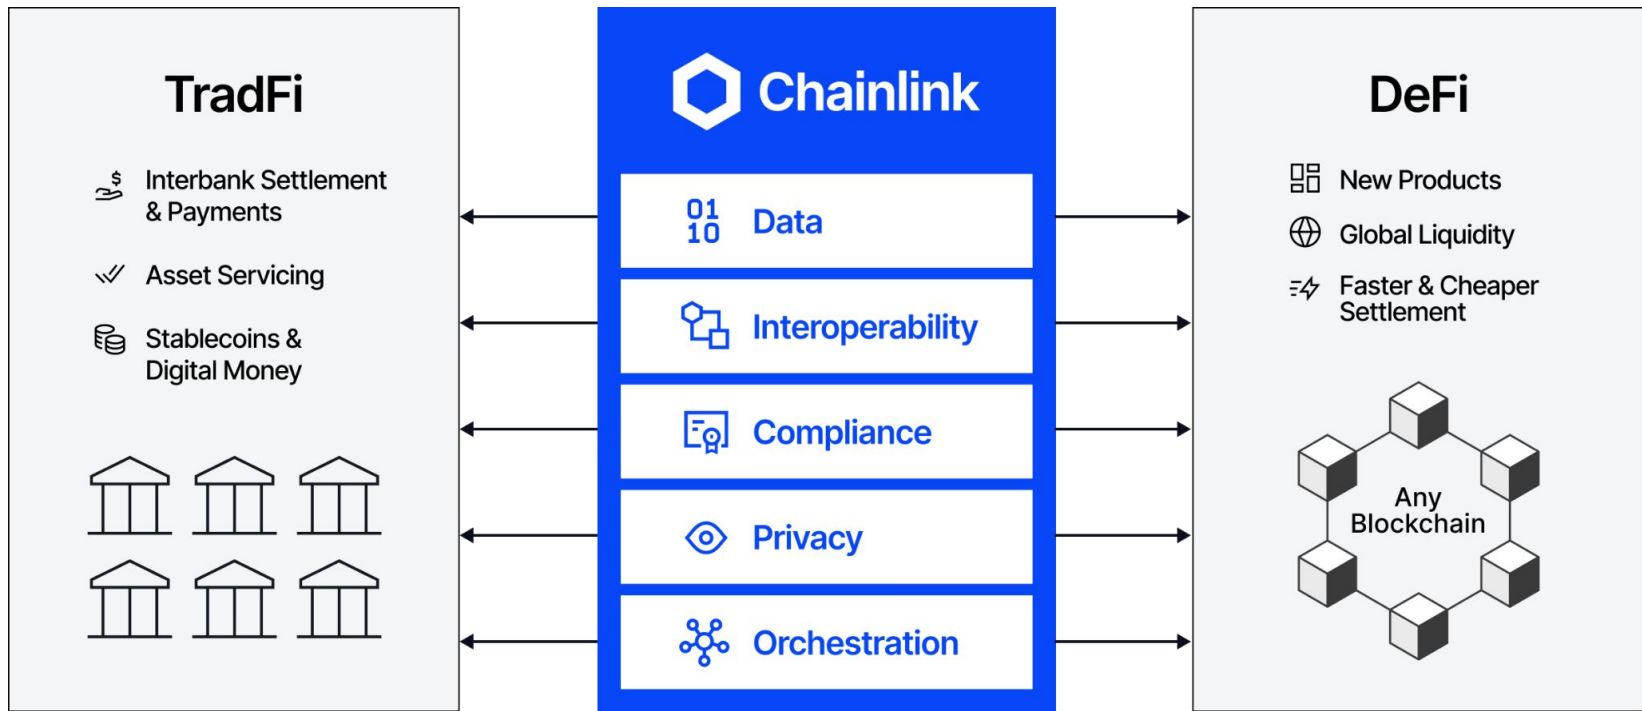 TradFi
Interbank Settlement
& Payments
Asset Servicing
Stablecoins &
Digital Money
Chainlink
01
10
Data
Interoperability
Compliance
Privacy
Orchestration
DeFi
New Products
Global Liquidity
Faster & Cheaper
Settlement
Any
Blockchain